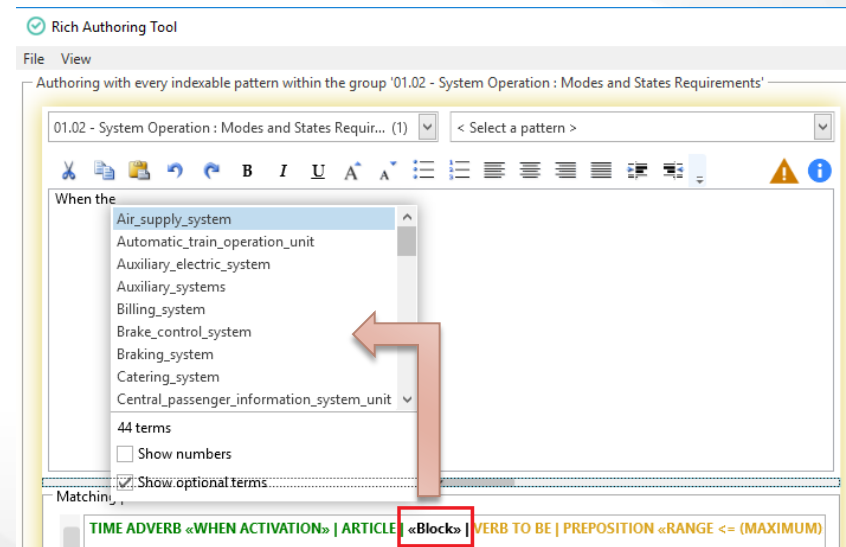 Rich Authoring Tool
File View
Authoring with every indexable pattern within the group '01.02 - System Operation : Modes and States Requirements'
01.02 - System Operation : Modes and States Requir... (1) < Select a pattern >
B I U A A
When the
Air_supply_system
Automatic_train_operation_unit
Auxiliary_electric_system
Auxiliary_systems
Billing_system
Brake_control_system
Braking_system
Catering_system
Central_passenger_information_system_unit
44 terms
Show numbers
Show optional terms
Matching
TIME ADVERB «WHEN ACTIVATION» | ARTICLE | «Block» | VERB TO BE | PREPOSITION «RANGE <= (MAXIMUM)